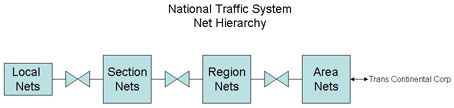 National Traffic System
Net Hierarchy
Local
Nets
Section
Nets
Region
Nets
Area
Nets
Trans Continental Corp